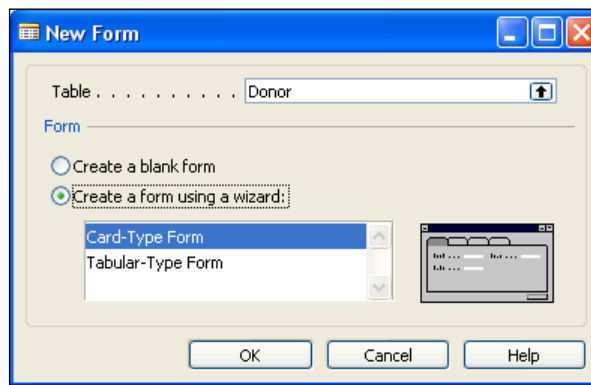 New Form
Table . . . . . . . . . . Donor
Form
Create a blank form
Create a form using a wizard:
Card-Type Form
Tabular-Type Form
OK Cancel Help